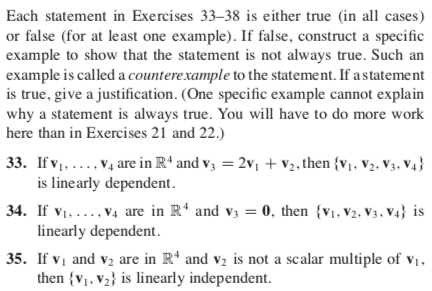 Each statement in Exercises 33–38 is either true (in all cases)
or false (for at least one example). If false, construct a specific
example to show that the statement is not always true. Such an
example is called a counterexample to the statement. If a statement
is true, give a justification. (One specific example cannot explain
why a statement is always true. You will have to do more work
here than in Exercises 21 and 22.)
33. If v₁, . . . , v₄ are in ℝ⁴ and v₃ = 2v₁ + v₂, then {v₁, v₂, v₃, v₄}
is linearly dependent.
34. If v₁, . . . , v₄ are in ℝ⁴ and v₃ = 0, then {v₁, v₂, v₃, v₄} is
linearly dependent.
35. If v₁ and v₂ are in ℝ⁴ and v₂ is not a scalar multiple of v₁,
then {v₁, v₂} is linearly independent.